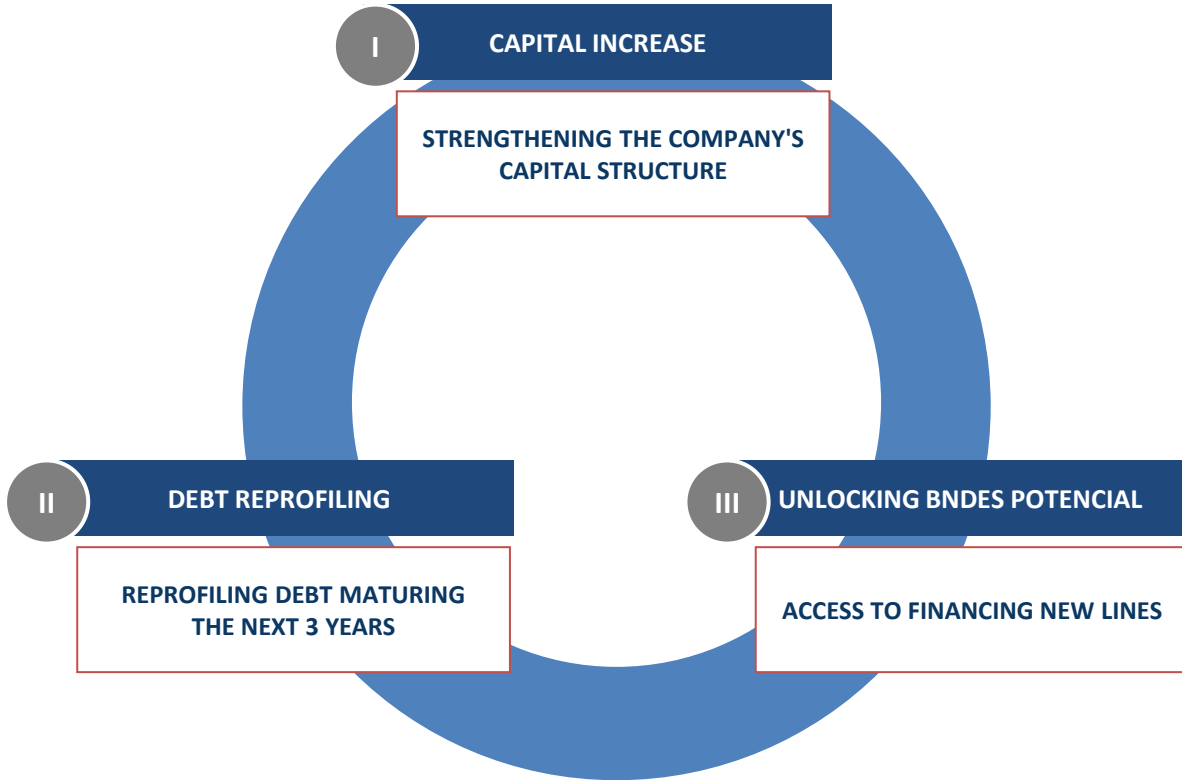 I
CAPITAL INCREASE
STRENGTHENING THE COMPANY'S
CAPITAL STRUCTURE
II
DEBT REPROFILING
REPROFILING DEBT MATURING
THE NEXT 3 YEARS
III
UNLOCKING BNDES POTENCIAL
ACCESS TO FINANCING NEW LINES